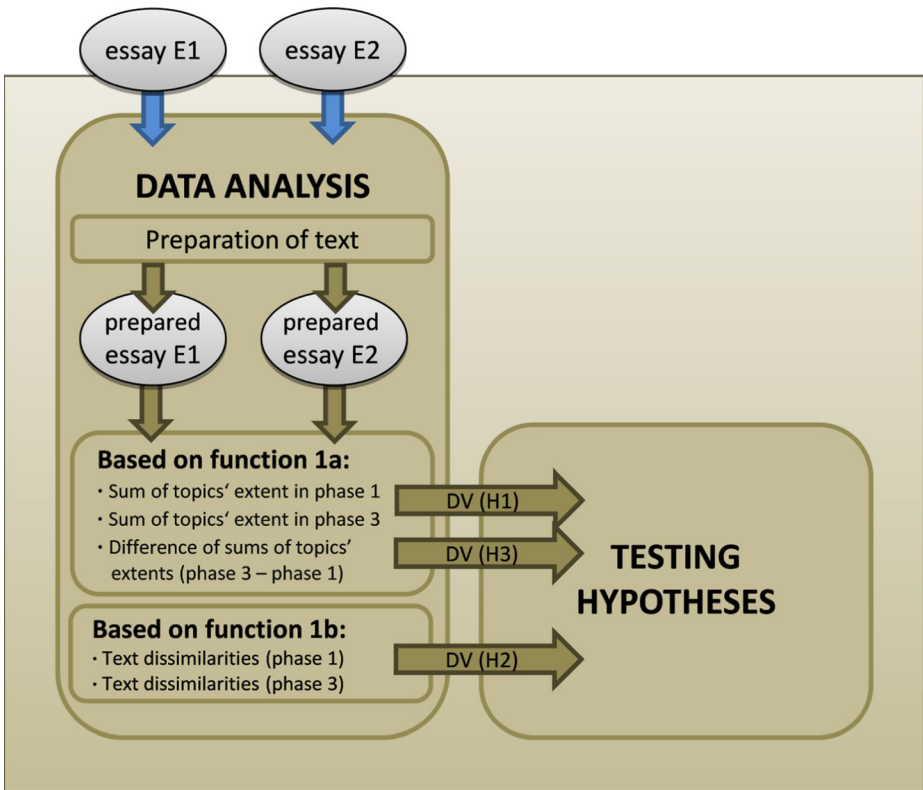 essay E1
essay E2
DATA ANALYSIS
Preparation of text
prepared
essay E1
prepared
essay E2
Based on function 1a:
· Sum of topics‘ extent in phase 1
· Sum of topics‘ extent in phase 3
· Difference of sums of topics’
extents (phase 3 – phase 1)
DV (H1)
DV (H3)
Based on function 1b:
· Text dissimilarities (phase 1)
· Text dissimilarities (phase 3)
DV (H2)
TESTING
HYPOTHESES